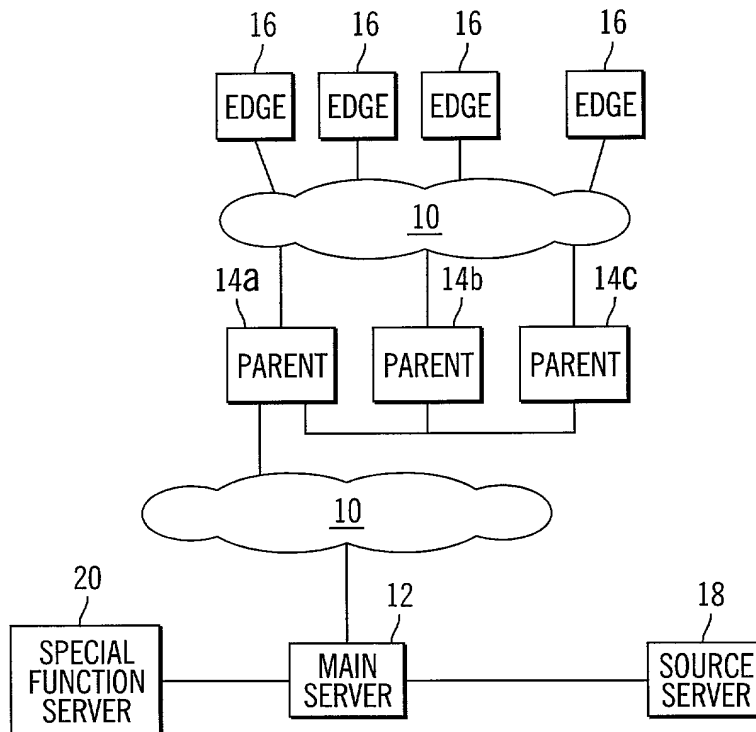 16 16 16 16
EDGE EDGE EDGE EDGE
10
14a 14b 14c
PARENT PARENT PARENT
10
20 12 18
SPECIAL
FUNCTION
SERVER
MAIN
SERVER
SOURCE
SERVER